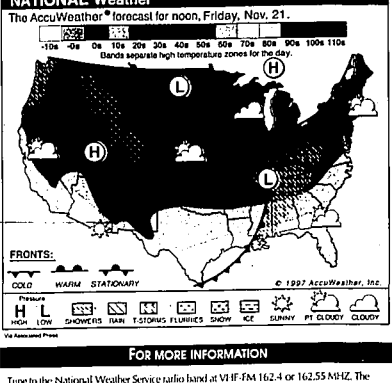 NATIONAL Weather
The AccuWeather® forecast for noon, Friday, Nov. 21.
-10s -0s 0s 10s 20s 30s 40s 50s 60s 70s 80s 90s 100s 110s
Bands separate high temperature zones for the day.
H
L
H
L
FRONTS:
COLD WARM STATIONARY
© 1997 AccuWeather, Inc.
Pressure
H L
HIGH LOW SHOWERS RAIN T-STORMS FLURRIES SNOW ICE SUNNY PT. CLOUDY CLOUDY
Via Associated Press
FOR MORE INFORMATION
Tune to the National Weather Service radio band at VHF-FM 162.4 or 162.55 MHZ. The